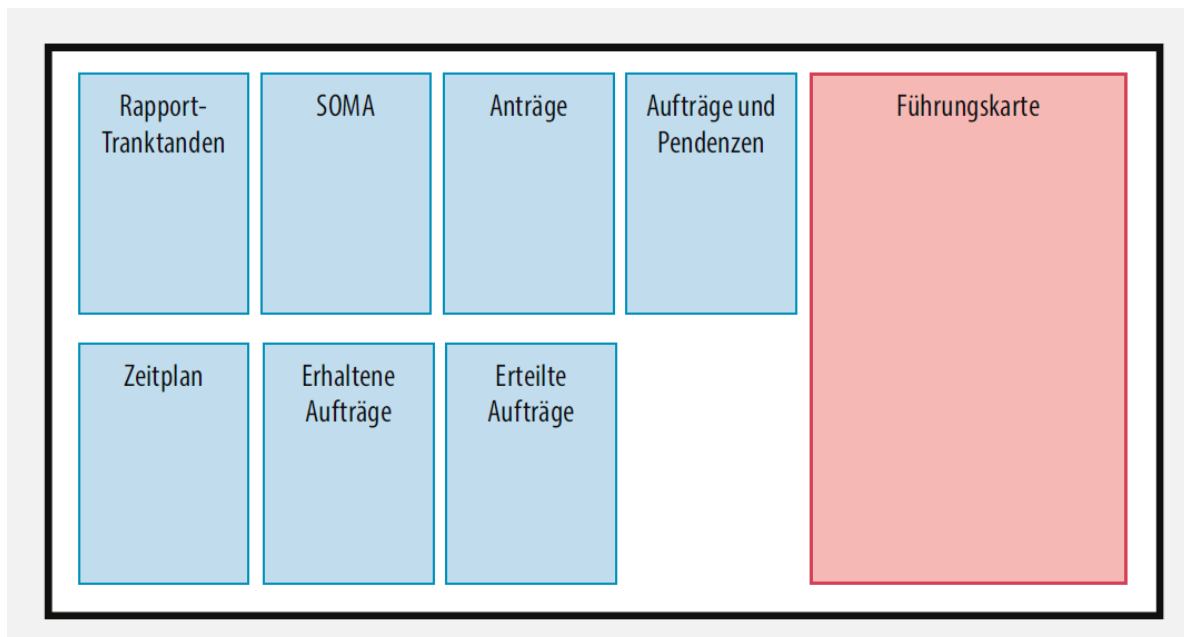 Rapport-
Tranktanden
SOMA
Anträge
Aufträge und
Pendenzen
Führungskarte
Zeitplan
Erhaltene
Aufträge
Erteilte
Aufträge